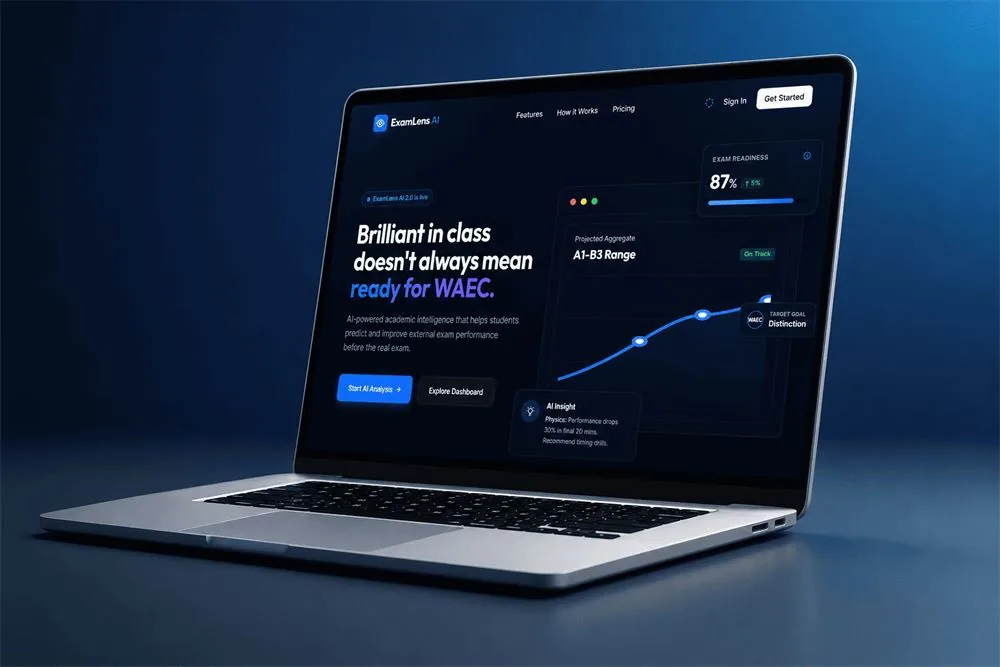 ExamLens AI
Features
How it Works
Pricing
Sign In
Get Started
ExamLens AI 2.0 is live
Brilliant in class
doesn't always mean
ready for WAEC.
AI-powered academic intelligence that helps students
predict and improve external exam performance
before the real exam.
Start AI Analysis →
Explore Dashboard
EXAM READINESS
87%
↑ 5%
Projected Aggregate
A1-B3 Range
On Track
WAEC
TARGET GOAL
Distinction
AI Insight
Physics: Performance drops
30% in final 20 mins.
Recommend timing drills.